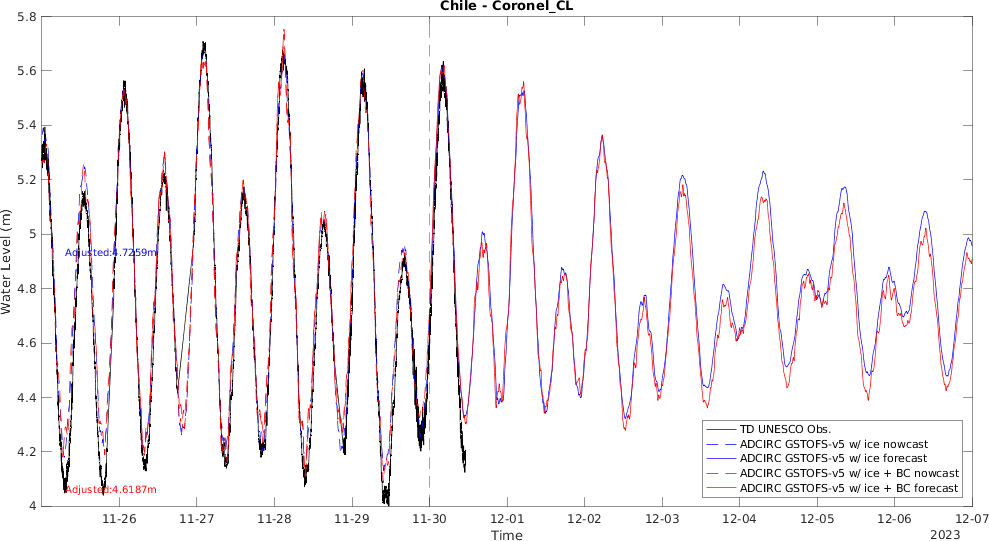 Chile - Coronel_CL
5.8
5.6
5.4
5.2
5
4.8
4.6
4.4
4.2
4
Water Level (m)
Adjusted:4.7259m
Adjusted:4.6187m
TD UNESCO Obs.
ADCIRC GSTOFS-v5 w/ ice nowcast
ADCIRC GSTOFS-v5 w/ ice forecast
ADCIRC GSTOFS-v5 w/ ice + BC nowcast
ADCIRC GSTOFS-v5 w/ ice + BC forecast
11-26 11-27 11-28 11-29 11-30 12-01 12-02 12-03 12-04 12-05 12-06 12-07
Time 2023